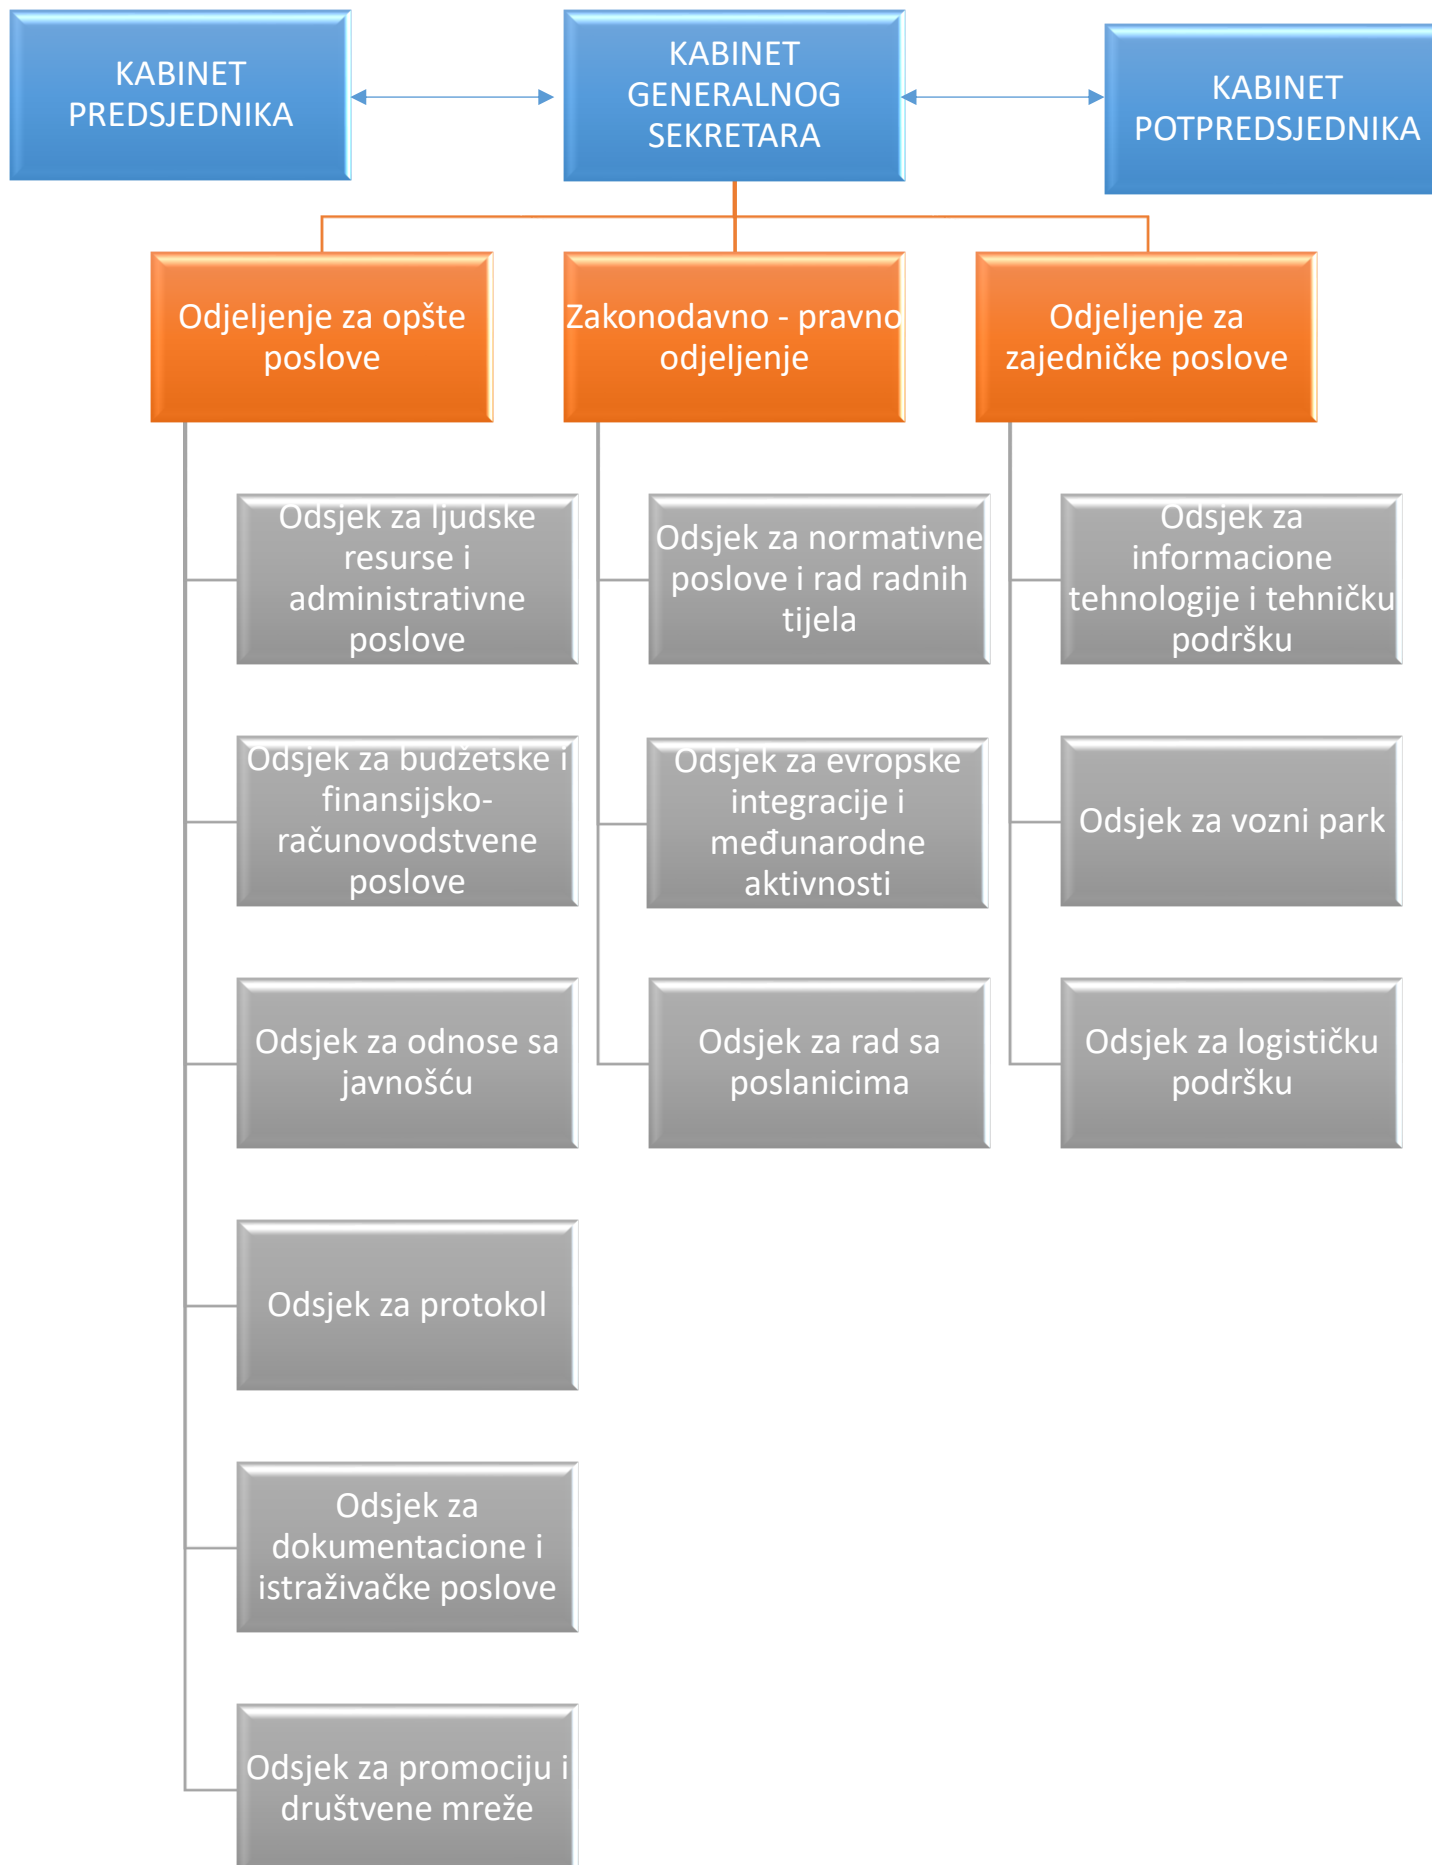 KABINET
PREDSJEDNIKA
KABINET
GENERALNOG
SEKRETARA
KABINET
POTPREDSJEDNIKA
Odjeljenje za opšte
poslove
Zakonodavno - pravno
odjeljenje
Odjeljenje za
zajedničke poslove
Odsjek za ljudske
resurse i
administrativne
poslove
Odsjek za budžetske i
finansijsko-
računovodstvene
poslove
Odsjek za odnose sa
javnošću
Odsjek za protokol
Odsjek za
dokumentacione i
istraživačke poslove
Odsjek za promociju i
društvene mreže
Odsjek za normativne
poslove i rad radnih
tijela
Odsjek za evropske
integracije i
međunarodne
aktivnosti
Odsjek za rad sa
poslanicima
Odsjek za
informacione
tehnologije i tehničku
podršku
Odsjek za vozni park
Odsjek za logističku
podršku